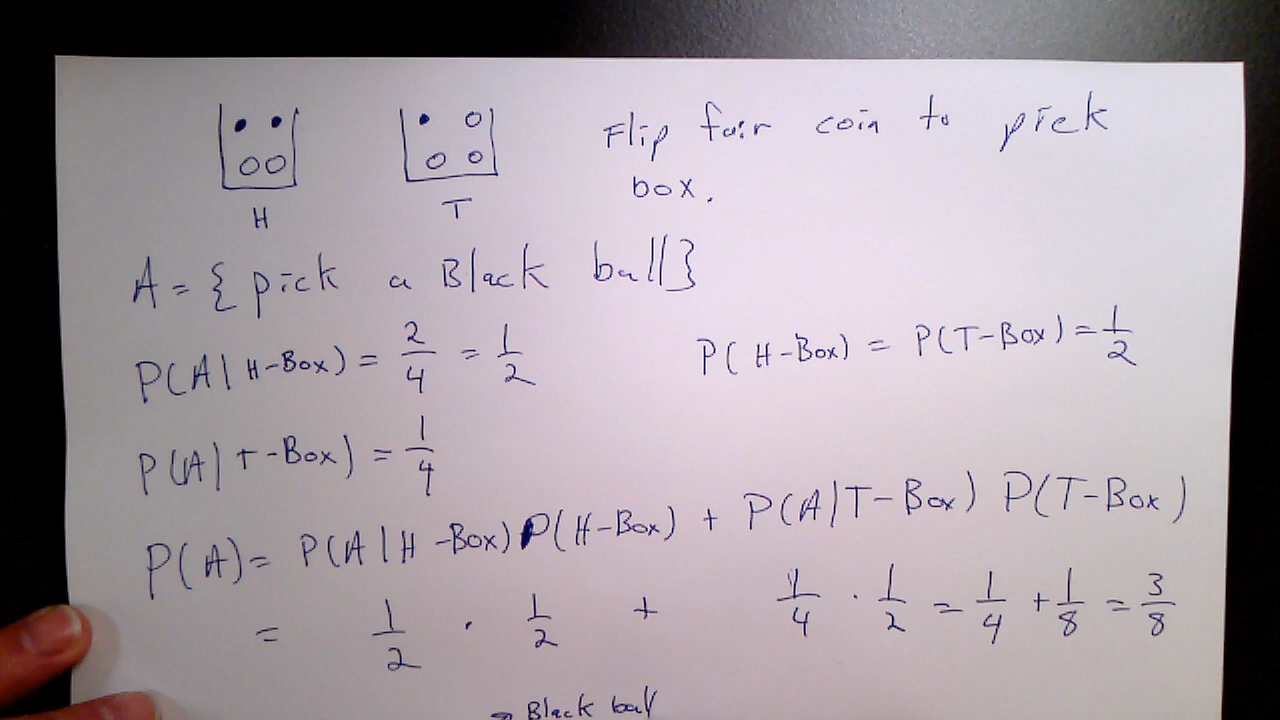 Flip fair coin to pick
box.
H T
A = { pick a Black ball }
P(A | H-Box) = 2/4 = 1/2
P( H-Box) = P(T-Box) = 1/2
P(A | T-Box) = 1/4
P(A) = P(A | H-Box) P(H-Box) + P(A | T-Box) P(T-Box)
= 1/2 · 1/2 + 1/4 · 1/2 = 1/4 + 1/8 = 3/8
Black ball